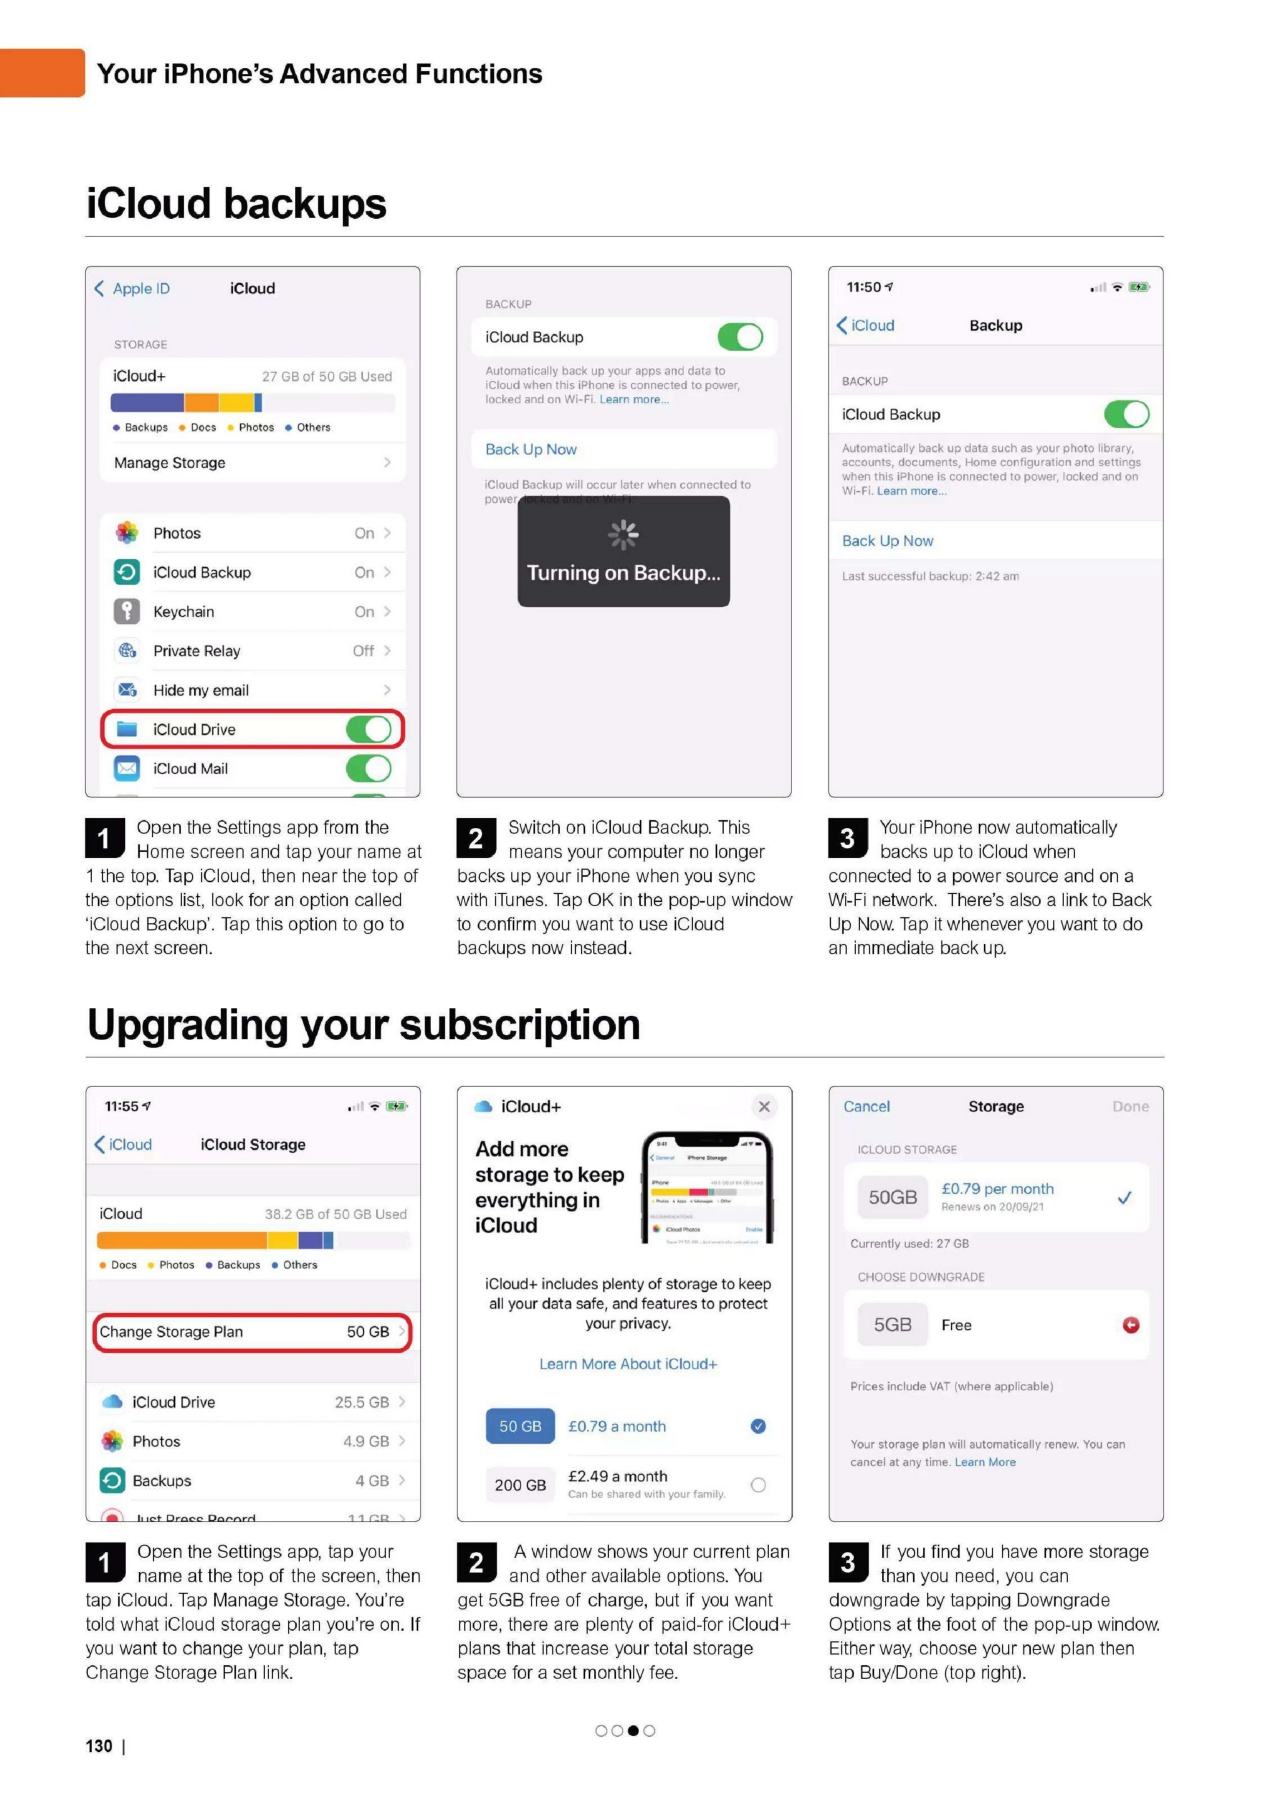 Your iPhone's Advanced Functions
iCloud backups
Apple ID
iCloud
STORAGE
iCloud+
27 GB of 50 GB Used
Backups Docs Photos Others
Manage Storage
Photos On
iCloud Backup On
Keychain On
Private Relay Off
Hide my email
iCloud Drive
iCloud Mail
BACKUP
iCloud Backup
Automatically back up your apps and data to
iCloud when this iPhone is connected to power,
locked and on Wi-Fi. Learn more...
Back Up Now
iCloud Backup will occur later when connected to
power, locked and on Wi-Fi.
Turning on Backup...
11:50
iCloud
Backup
BACKUP
iCloud Backup
Automatically back up data such as your photo library,
accounts, documents, Home configuration and settings
when this iPhone is connected to power, locked and on
Wi-Fi. Learn more...
Back Up Now
Last successful backup: 2:42 am
1 Open the Settings app from the
Home screen and tap your name at
1 the top. Tap iCloud, then near the top of
the options list, look for an option called
'iCloud Backup'. Tap this option to go to
the next screen.
2 Switch on iCloud Backup. This
means your computer no longer
backs up your iPhone when you sync
with iTunes. Tap OK in the pop-up window
to confirm you want to use iCloud
backups now instead.
3 Your iPhone now automatically
backs up to iCloud when
connected to a power source and on a
Wi-Fi network. There's also a link to Back
Up Now. Tap it whenever you want to do
an immediate back up.
Upgrading your subscription
11:55
iCloud
iCloud Storage
iCloud
38.2 GB of 50 GB Used
Docs Photos Backups Others
Change Storage Plan 50 GB
iCloud Drive 25.5 GB
Photos 4.9 GB
Backups 4 GB
Just Press Record 1.1 GB
iCloud+
Add more
storage to keep
everything in
iCloud
9:41
General
iPhone Storage
iPhone
iCloud Photos
Enable
iCloud+ includes plenty of storage to keep
all your data safe, and features to protect
your privacy.
Learn More About iCloud+
50 GB £0.79 a month
200 GB £2.49 a month
Can be shared with your family.
Cancel
Storage
Done
ICLOUD STORAGE
50GB £0.79 per month
Renews on 20/09/21
Currently used: 27 GB
CHOOSE DOWNGRADE
5GB Free
Prices include VAT (where applicable)
Your storage plan will automatically renew. You can
cancel at any time. Learn More
1 Open the Settings app, tap your
name at the top of the screen, then
tap iCloud. Tap Manage Storage. You're
told what iCloud storage plan you're on. If
you want to change your plan, tap
Change Storage Plan link.
2 A window shows your current plan
and other available options. You
get 5GB free of charge, but if you want
more, there are plenty of paid-for iCloud+
plans that increase your total storage
space for a set monthly fee.
3 If you find you have more storage
than you need, you can
downgrade by tapping Downgrade
Options at the foot of the pop-up window.
Either way, choose your new plan then
tap Buy/Done (top right).
130 |